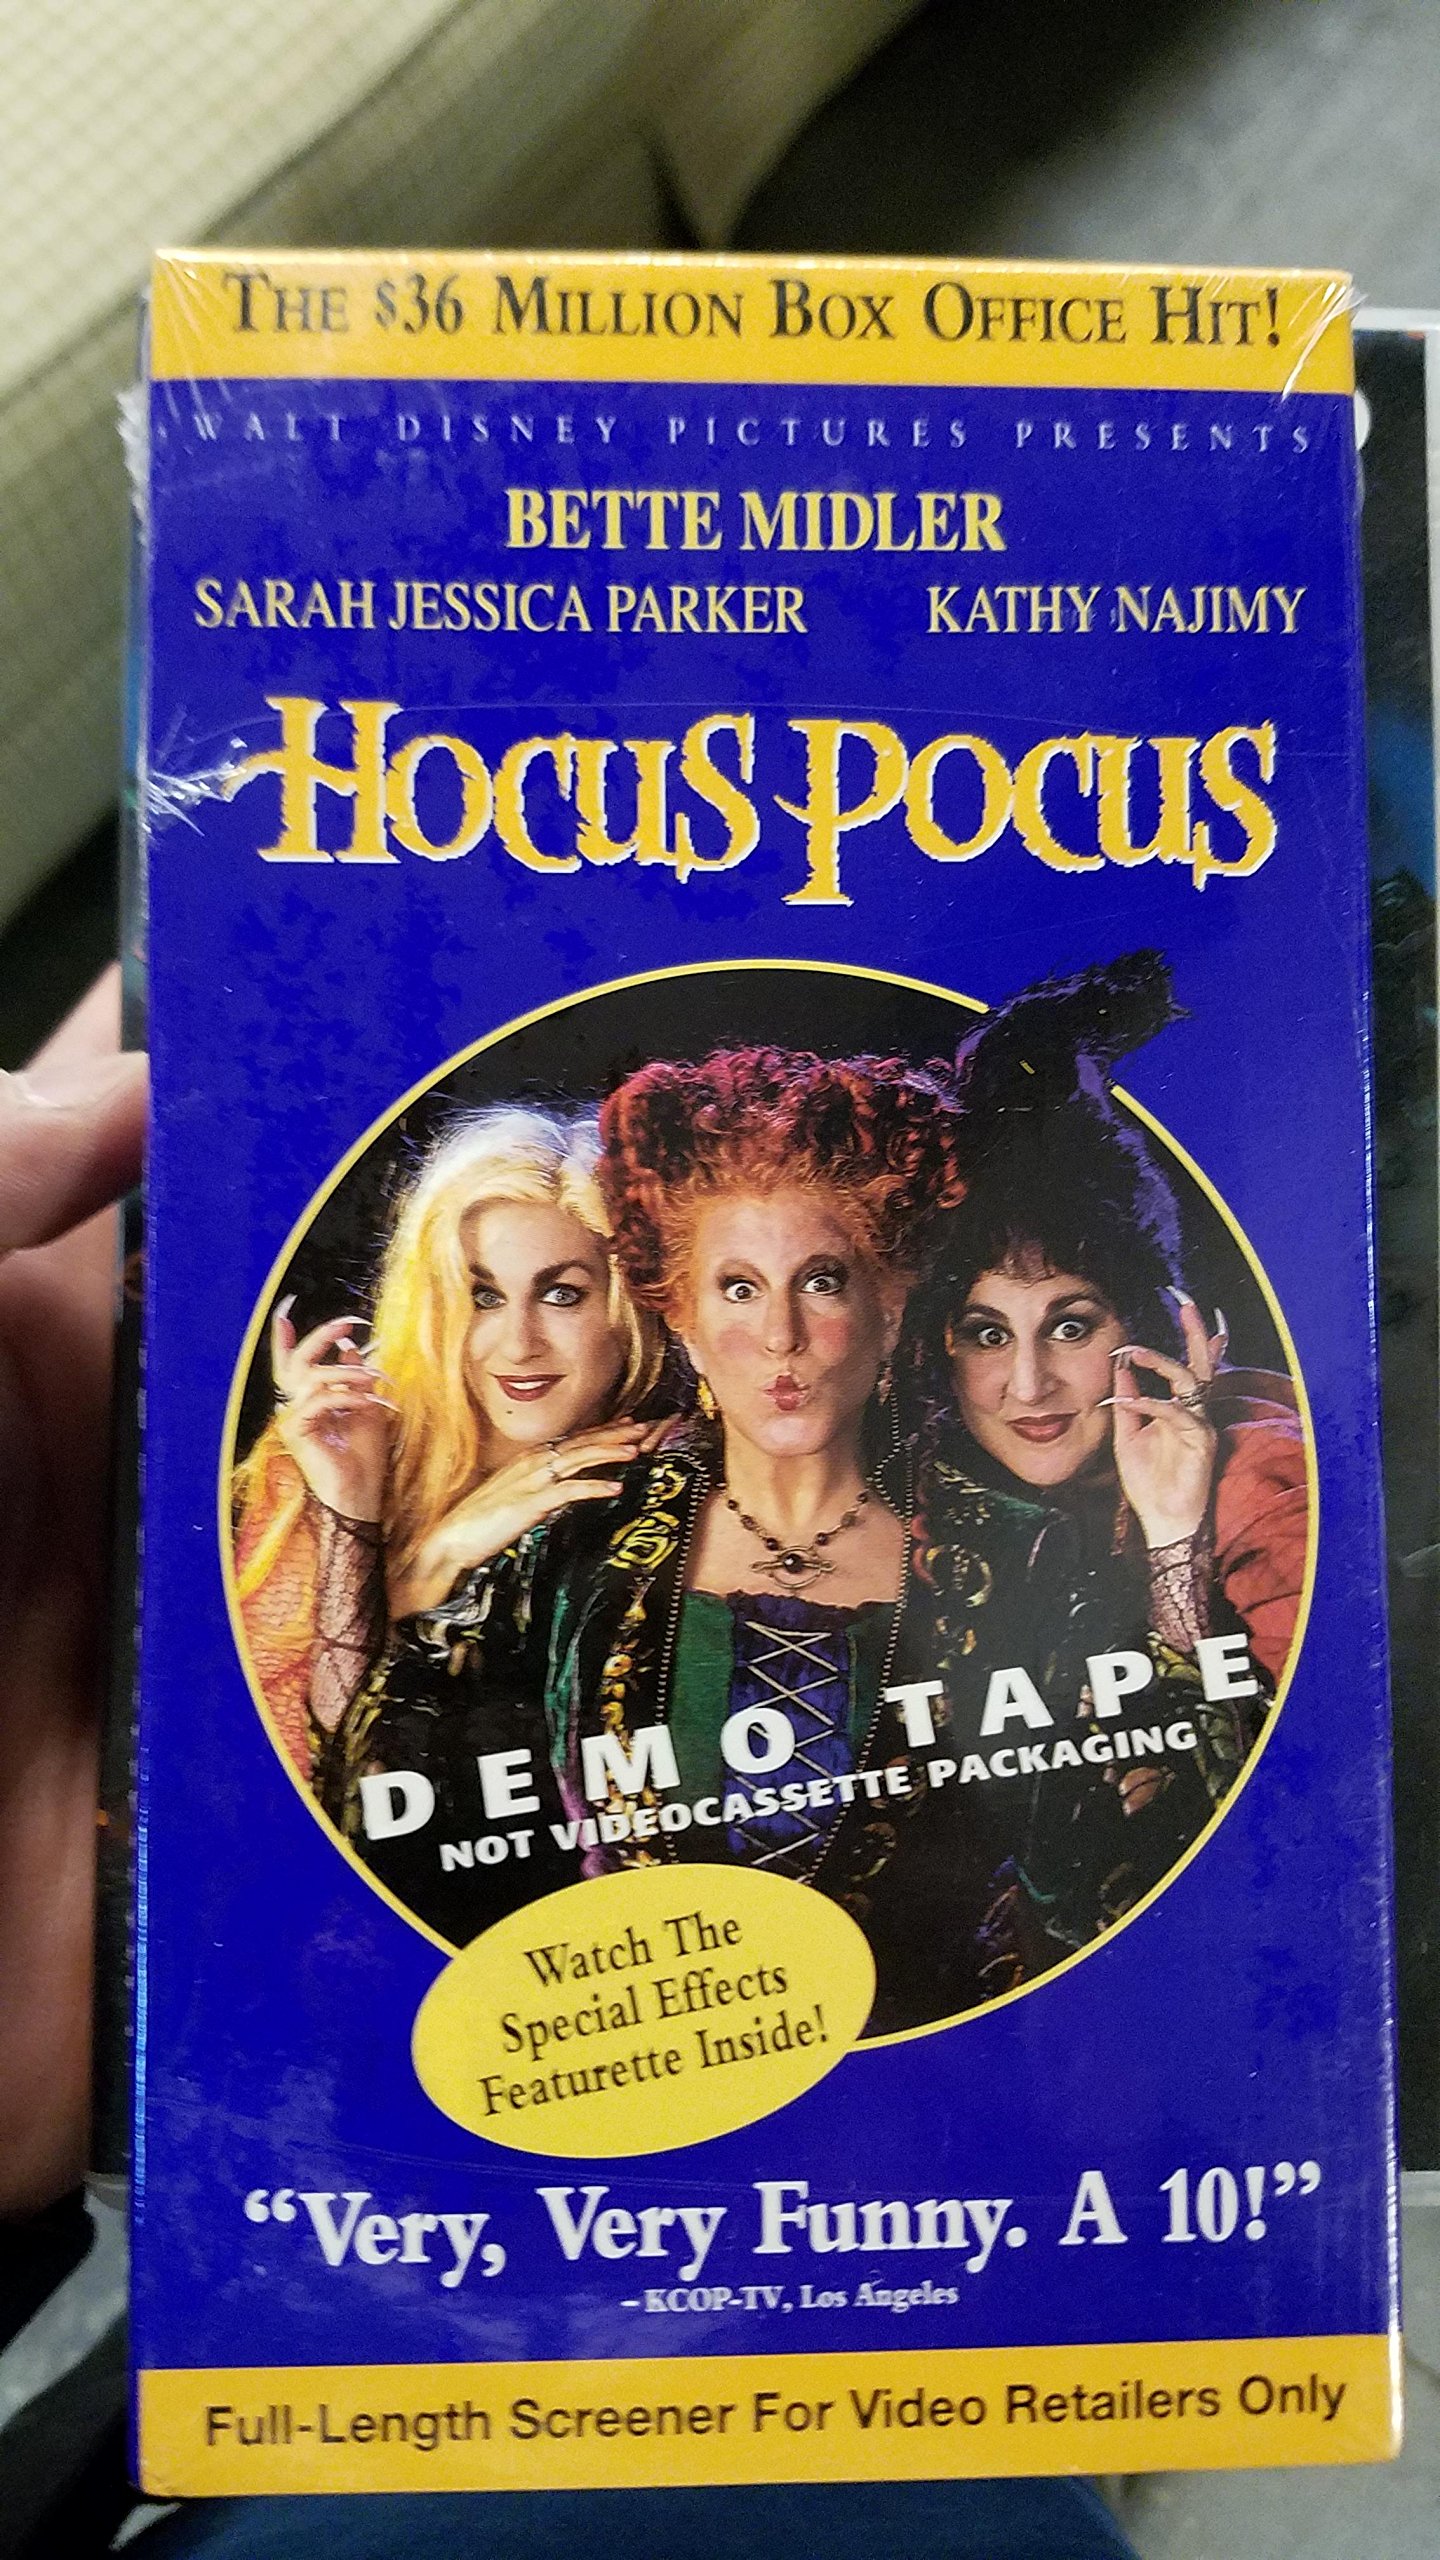 THE $36 MILLION BOX OFFICE HIT!
WALT DISNEY PICTURES PRESENTS
BETTE MIDLER
SARAH JESSICA PARKER KATHY NAJIMY
HOCUS POCUS
DEMO TAPE
NOT VIDEOCASSETTE PACKAGING
Watch The
Special Effects
Featurette Inside!
“Very, Very Funny. A 10!”
– KCOP-TV, Los Angeles
Full-Length Screener For Video Retailers Only